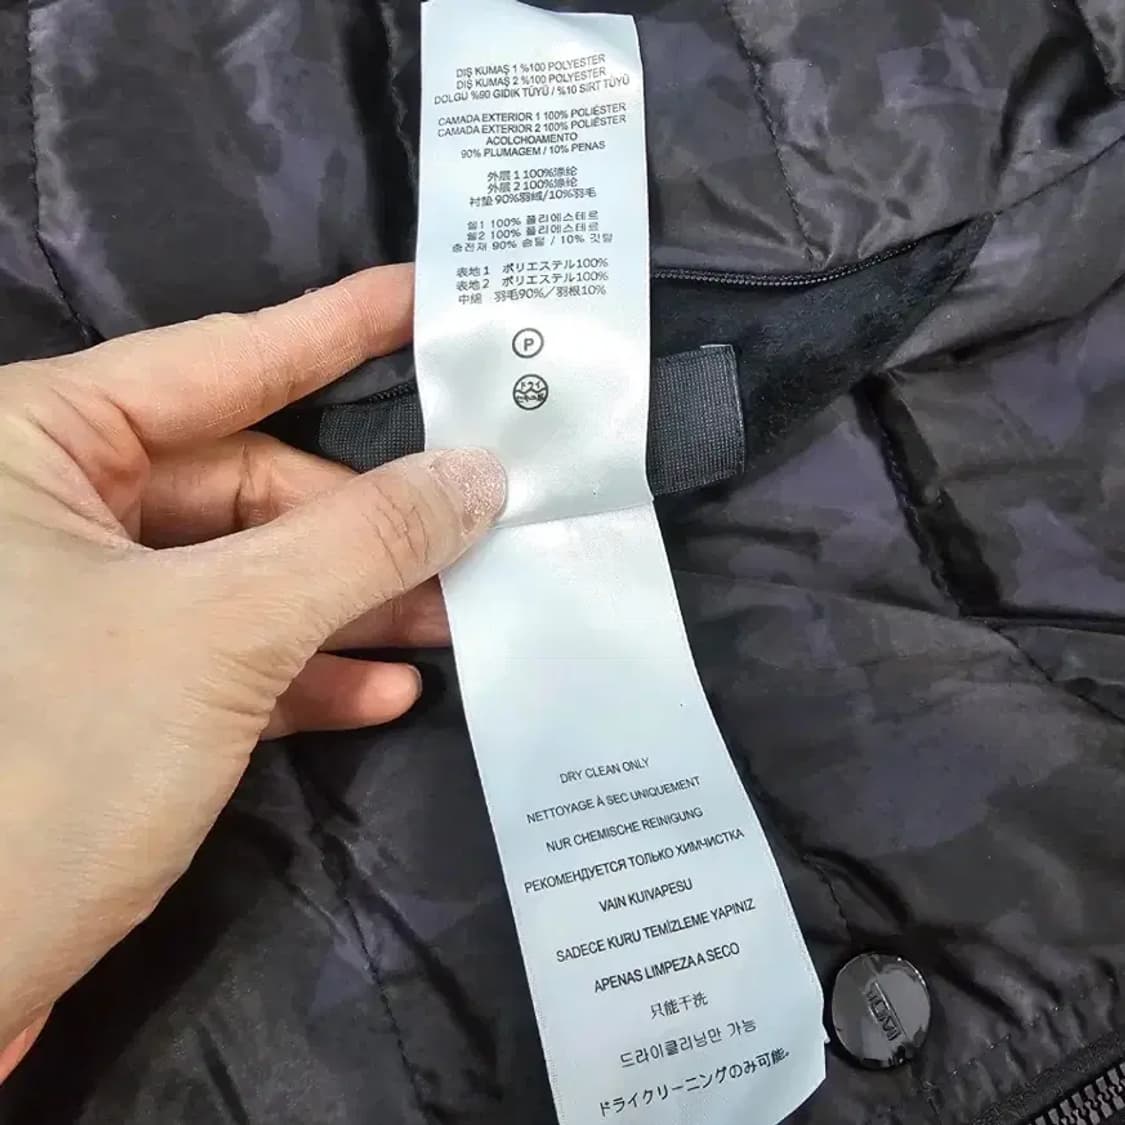 DIŞ KUMAŞ 1 %100 POLYESTER
DIŞ KUMAŞ 2 %100 POLYESTER
DOLGU %90 GIDIK TÜYÜ / %10 SIRT TÜYÜ
CAMADA EXTERIOR 1 100% POLIÉSTER
CAMADA EXTERIOR 2 100% POLIÉSTER
ACOLCHOAMENTO
90% PLUMAGEM / 10% PENAS
外层 1 100%涤纶
外层 2 100%涤纶
衬垫 90%羽绒/10%羽毛
쉘1 100% 폴리에스테르
쉘2 100% 폴리에스테르
충전재 90% 솜털 / 10% 깃털
表地 1 ポリエステル100%
表地 2 ポリエステル100%
中綿 羽毛90%／羽根10%
P
ドライ
DRY CLEAN ONLY
NETTOYAGE À SEC UNIQUEMENT
NUR CHEMISCHE REINIGUNG
РЕКОМЕНДУЕТСЯ ТОЛЬКО ХИМЧИСТКА
VAIN KUIVAPESU
SADECE KURU TEMİZLEME YAPINIZ
APENAS LIMPEZA A SECO
只能干洗
드라이클리닝만 가능
ドライクリーニングのみ可能。
TUMI